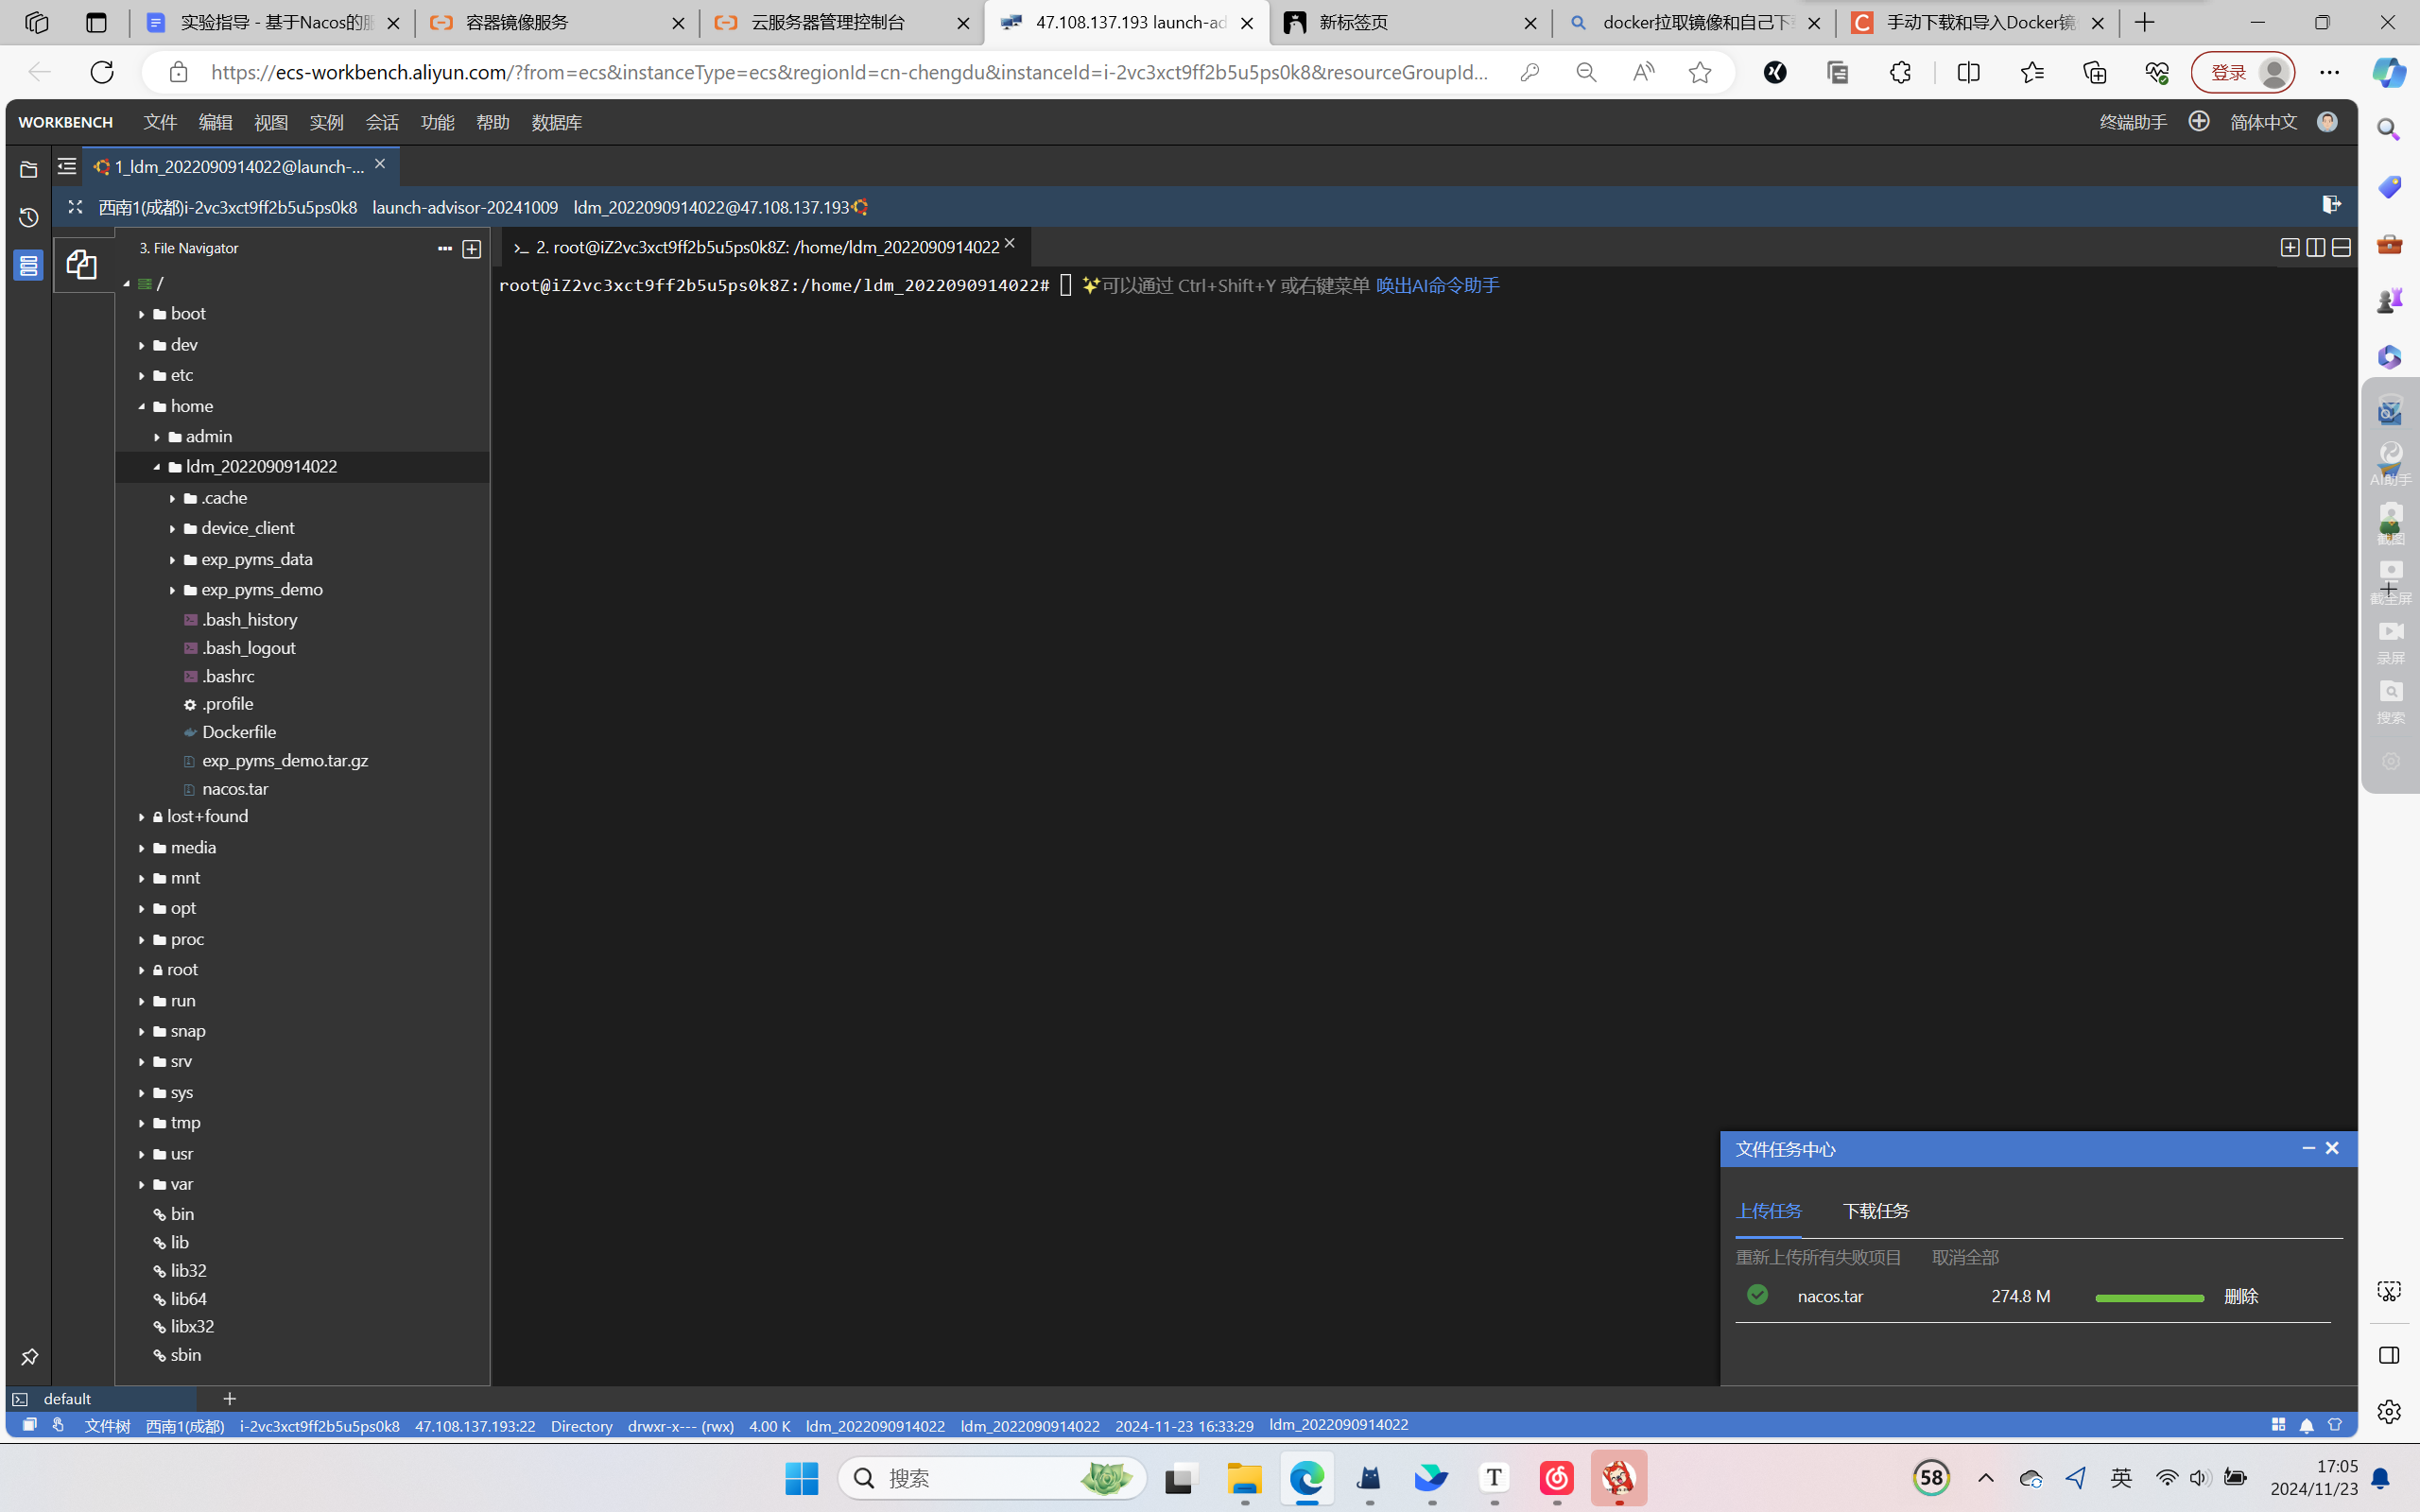 实验指导 - 基于Nacos的服
容器镜像服务
云服务器管理控制台
47.108.137.193 launch-ad
新标签页
docker拉取镜像和自己下载
手动下载和导入Docker镜
https://ecs-workbench.aliyun.com/?from=ecs&instanceType=ecs&regionId=cn-chengdu&instanceId=i-2vc3xct9ff2b5u5ps0k8&resourceGroupId...
登录
WORKBENCH 文件 编辑 视图 实例 会话 功能 帮助 数据库
终端助手 简体中文
1_ldm_2022090914022@launch-...
西南1(成都)i-2vc3xct9ff2b5u5ps0k8 launch-advisor-20241009 ldm_2022090914022@47.108.137.193
3. File Navigator
2. root@iZ2vc3xct9ff2b5u5ps0k8Z: /home/ldm_2022090914022
root@iZ2vc3xct9ff2b5u5ps0k8Z:/home/ldm_2022090914022# ✨可以通过 Ctrl+Shift+Y 或右键菜单 唤出AI命令助手
/
boot
dev
etc
home
admin
ldm_2022090914022
.cache
device_client
exp_pyms_data
exp_pyms_demo
.bash_history
.bash_logout
.bashrc
.profile
Dockerfile
exp_pyms_demo.tar.gz
nacos.tar
lost+found
media
mnt
opt
proc
root
run
snap
srv
sys
tmp
usr
var
bin
lib
lib32
lib64
libx32
sbin
AI助手
截图
截全屏
录屏
搜索
文件任务中心
上传任务 下载任务
重新上传所有失败项目 取消全部
nacos.tar 274.8 M 删除
default
文件树 西南1(成都) i-2vc3xct9ff2b5u5ps0k8 47.108.137.193:22 Directory drwxr-x--- (rwx) 4.00 K ldm_2022090914022 ldm_2022090914022 2024-11-23 16:33:29 ldm_2022090914022
搜索
58
英
17:05
2024/11/23